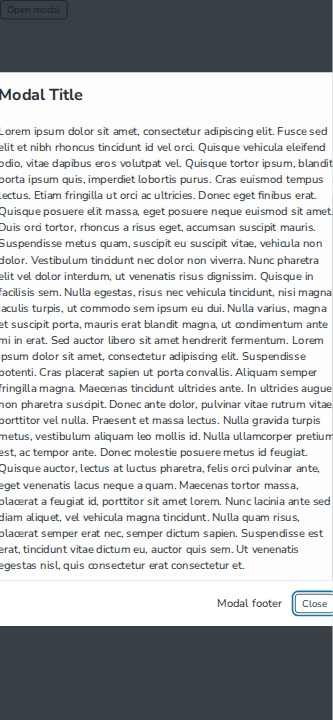 Open modal
Modal Title
Lorem ipsum dolor sit amet, consectetur adipiscing elit. Fusce sed
elit et nibh rhoncus tincidunt id vel orci. Quisque vehicula eleifend
odio, vitae dapibus eros volutpat vel. Quisque tortor ipsum, blandit
porta ipsum quis, imperdiet lobortis purus. Cras euismod tempus
lectus. Etiam fringilla ut orci ac ultricies. Donec eget finibus erat.
Quisque posuere elit massa, eget posuere neque euismod sit amet.
Duis orci tortor, rhoncus a risus eget, accumsan suscipit mauris.
Suspendisse metus quam, suscipit eu suscipit vitae, vehicula non
dolor. Vestibulum tincidunt nec dolor non viverra. Nunc pharetra
elit vel dolor interdum, ut venenatis risus dignissim. Quisque in
facilisis sem. Nulla egestas, risus nec vehicula tincidunt, nisi magna
iaculis turpis, ut commodo sem ipsum eu dui. Nulla varius, magna
et suscipit porta, mauris erat blandit magna, ut condimentum ante
mi in erat. Sed auctor libero sit amet hendrerit fermentum. Lorem
ipsum dolor sit amet, consectetur adipiscing elit. Suspendisse
potenti. Cras placerat sapien ut porta convallis. Aliquam semper
fringilla magna. Maecenas tincidunt ultricies ante. In ultricies augue
non pharetra suscipit. Donec ante dolor, pulvinar vitae rutrum vitae,
porttitor vel nulla. Praesent et massa lectus. Nulla gravida turpis
metus, vestibulum aliquam leo mollis id. Nulla ullamcorper pretium
est, ac tempor ante. Donec molestie posuere metus id feugiat.
Quisque auctor, lectus at luctus pharetra, felis orci pulvinar ante,
eget venenatis lacus neque a quam. Maecenas tortor massa,
placerat a feugiat id, porttitor sit amet lorem. Nunc lacinia ante sed
diam aliquet, vel vehicula magna tincidunt. Nulla quam risus,
placerat semper erat nec, semper dictum sapien. Suspendisse est
erat, tincidunt vitae dictum eu, auctor quis sem. Ut venenatis
egestas nisl, quis consectetur erat consectetur et.
Modal footer
Close